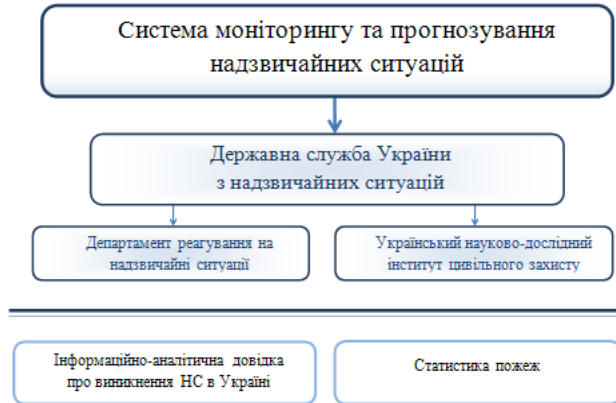 Система моніторингу та прогнозування
надзвичайних ситуацій
Державна служба України
з надзвичайних ситуацій
Департамент реагування на
надзвичайні ситуації
Український науково-дослідний
інститут цивільного захисту
Інформаційно-аналітична довідка
про виникнення НС в Україні
Статистика пожеж